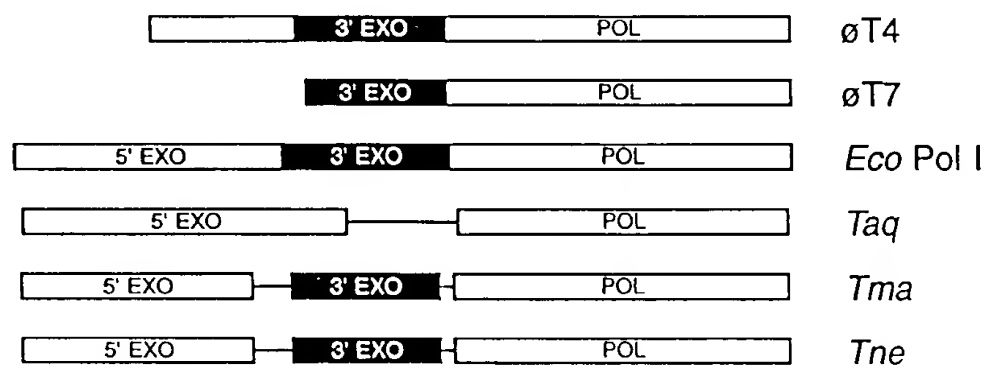 3' EXO POL øT4
3' EXO POL øT7
5' EXO 3' EXO POL Eco Pol I
5' EXO POL Taq
5' EXO 3' EXO POL Tma
5' EXO 3' EXO POL Tne